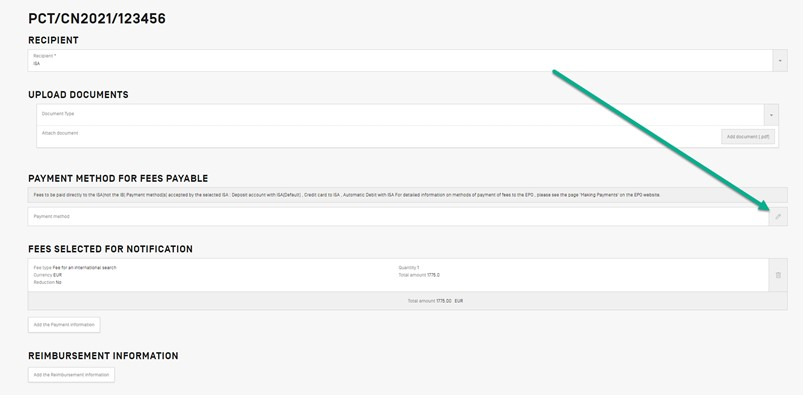 PCT/CN2021/123456
RECIPIENT
Recipient *
ISA
UPLOAD DOCUMENTS
Document Type
Attach document
Add document (.pdf)
PAYMENT METHOD FOR FEES PAYABLE
Fees to be paid directly to the ISA(not the IB).Payment method(s) accepted by the selected ISA : Deposit account with ISA(Default) , Credit card to ISA , Automatic Debit with ISA For detailed information on methods of payment of fees to the EPO , please see the page 'Making Payments' on the EPO website.
Payment method
FEES SELECTED FOR NOTIFICATION
Fee type Fee for an international search Quantity 1
Currency EUR Total amount 1775.0
Reduction No
Total amount 1775.00 EUR
Add the Payment information
REIMBURSEMENT INFORMATION
Add the Reimbursement information